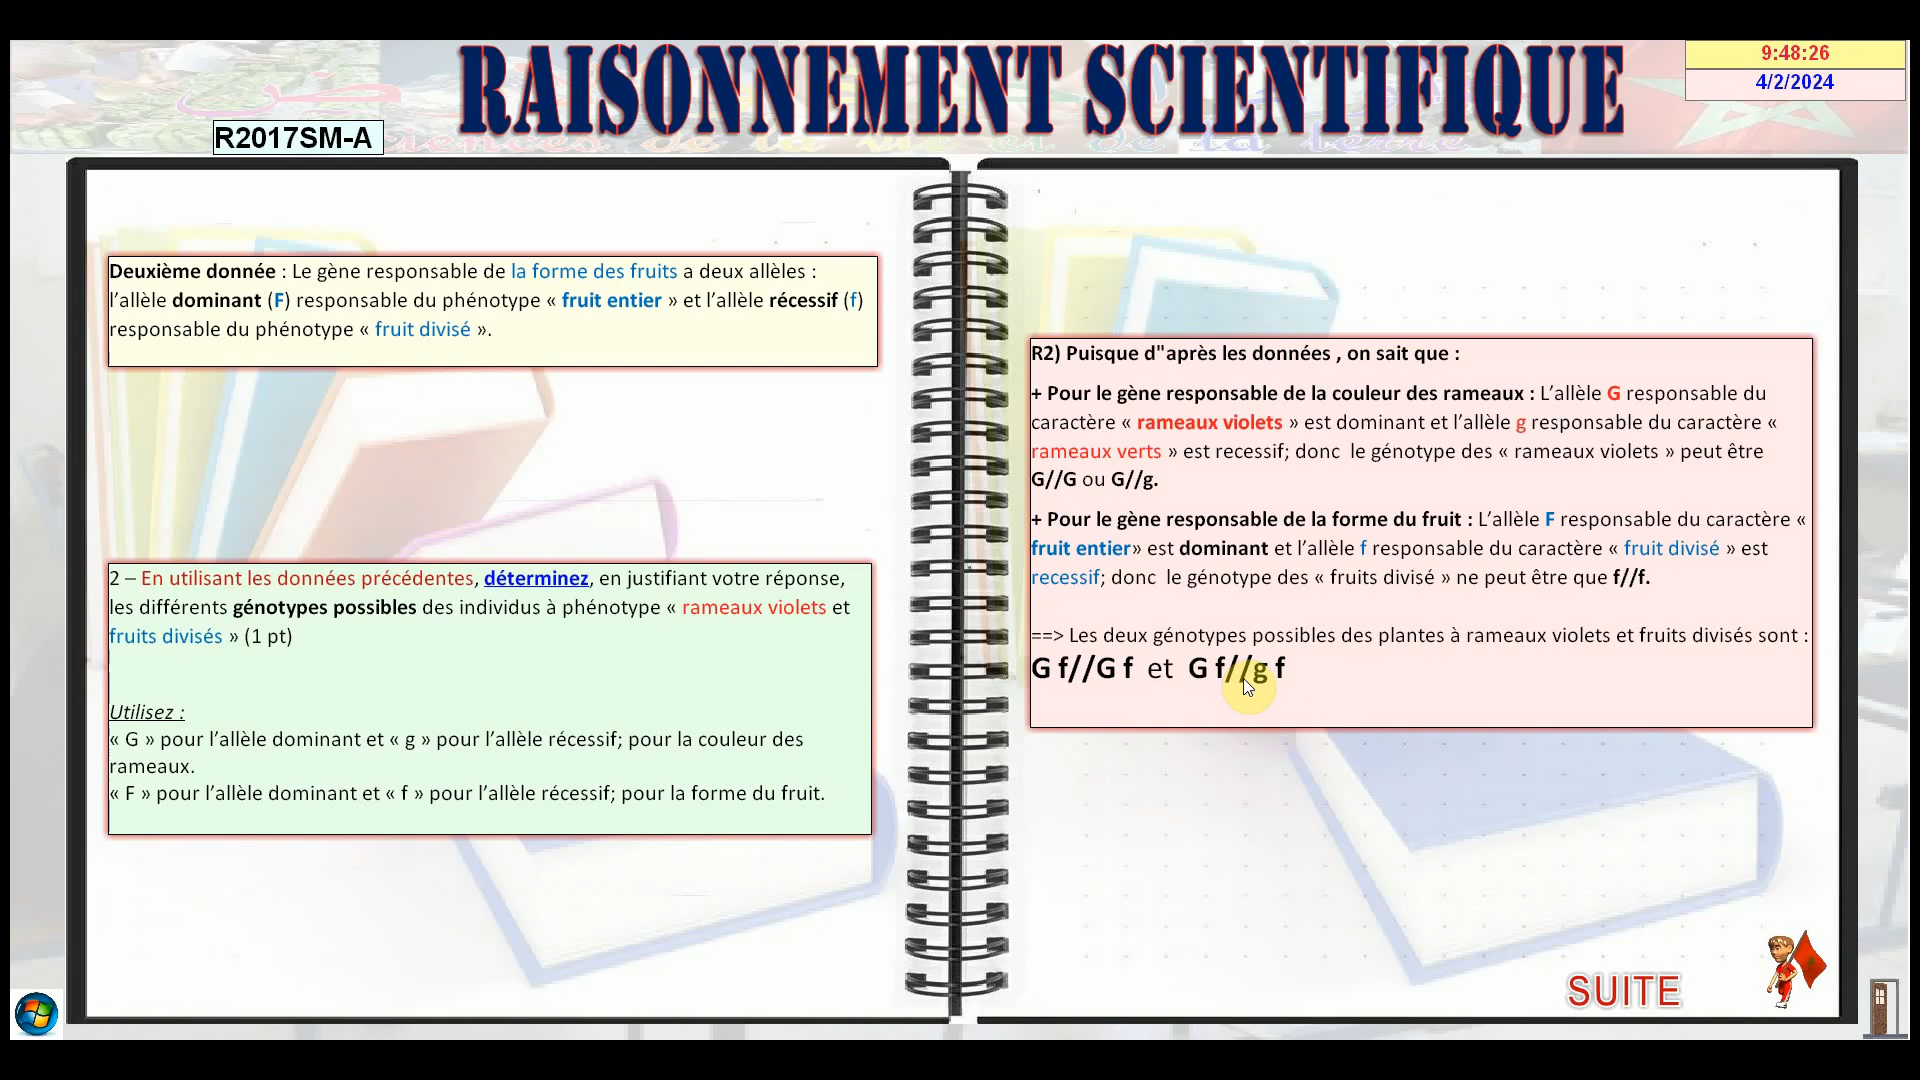 RAISONNEMENT SCIENTIFIQUE
9:48:26
4/2/2024
R2017SM-A
Sciences de la vie et de la terre
Deuxième donnée : Le gène responsable de la forme des fruits a deux allèles :
l’allèle dominant (F) responsable du phénotype « fruit entier » et l’allèle récessif (f)
responsable du phénotype « fruit divisé ».
2 – En utilisant les données précédentes, déterminez, en justifiant votre réponse,
les différents génotypes possibles des individus à phénotype « rameaux violets et
fruits divisés » (1 pt)
Utilisez :
« G » pour l’allèle dominant et « g » pour l’allèle récessif; pour la couleur des
rameaux.
« F » pour l’allèle dominant et « f » pour l’allèle récessif; pour la forme du fruit.
R2) Puisque d"après les données , on sait que :
+ Pour le gène responsable de la couleur des rameaux : L’allèle G responsable du
caractère « rameaux violets » est dominant et l’allèle g responsable du caractère «
rameaux verts » est recessif; donc le génotype des « rameaux violets » peut être
G//G ou G//g.
+ Pour le gène responsable de la forme du fruit : L’allèle F responsable du caractère «
fruit entier» est dominant et l’allèle f responsable du caractère « fruit divisé » est
recessif; donc le génotype des « fruits divisé » ne peut être que f//f.
==> Les deux génotypes possibles des plantes à rameaux violets et fruits divisés sont :
G f//G f et G f//g f
SUITE